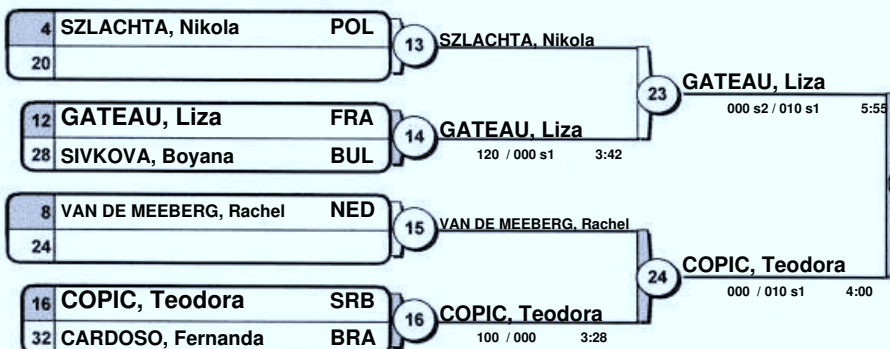 4 SZLACHTA, Nikola POL
20
13 SZLACHTA, Nikola
12 GATEAU, Liza FRA
28 SIVKOVA, Boyana BUL
14 GATEAU, Liza
120 / 000 s1 3:42
23 GATEAU, Liza
000 s2 / 010 s1 5:55
8 VAN DE MEEBERG, Rachel NED
24
15 VAN DE MEEBERG, Rachel
16 COPIC, Teodora SRB
32 CARDOSO, Fernanda BRA
16 COPIC, Teodora
100 / 000 3:28
24 COPIC, Teodora
000 / 010 s1 4:00